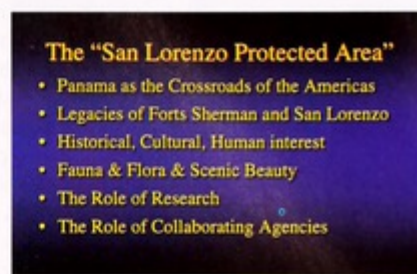 The “San Lorenzo Protected Area”
• Panama as the Crossroads of the Americas
• Legacies of Forts Sherman and San Lorenzo
• Historical, Cultural, Human interest
• Fauna & Flora & Scenic Beauty
• The Role of Research
• The Role of Collaborating Agencies